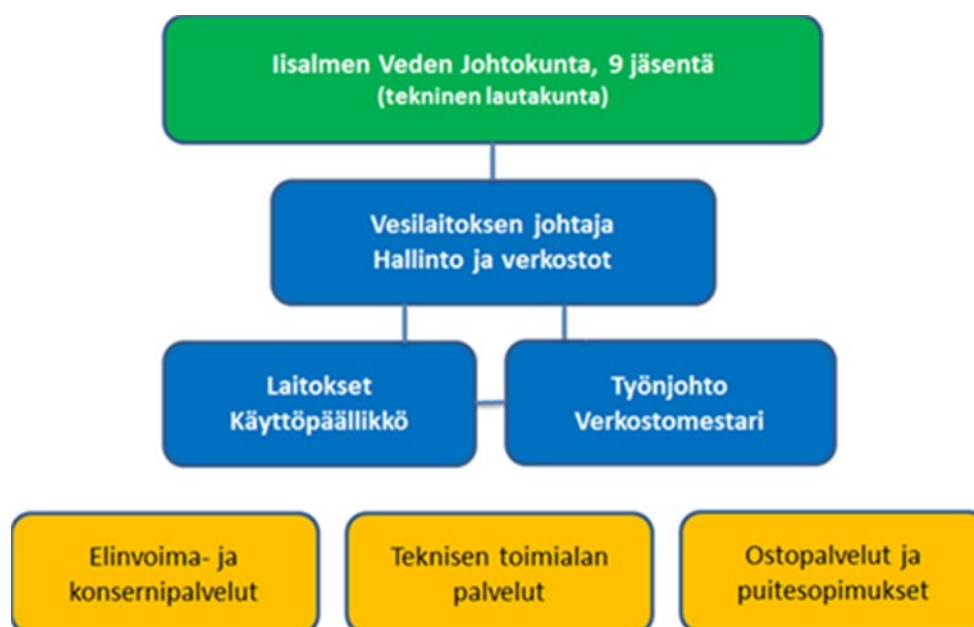 Iisalmen Veden Johtokunta, 9 jäsentä
(tekninen lautakunta)
Vesilaitoksen johtaja
Hallinto ja verkostot
Laitokset
Käyttöpäällikkö
Työnjohto
Verkostomestari
Elinvoima- ja
konsernipalvelut
Teknisen toimialan
palvelut
Ostopalvelut ja
puitesopimukset